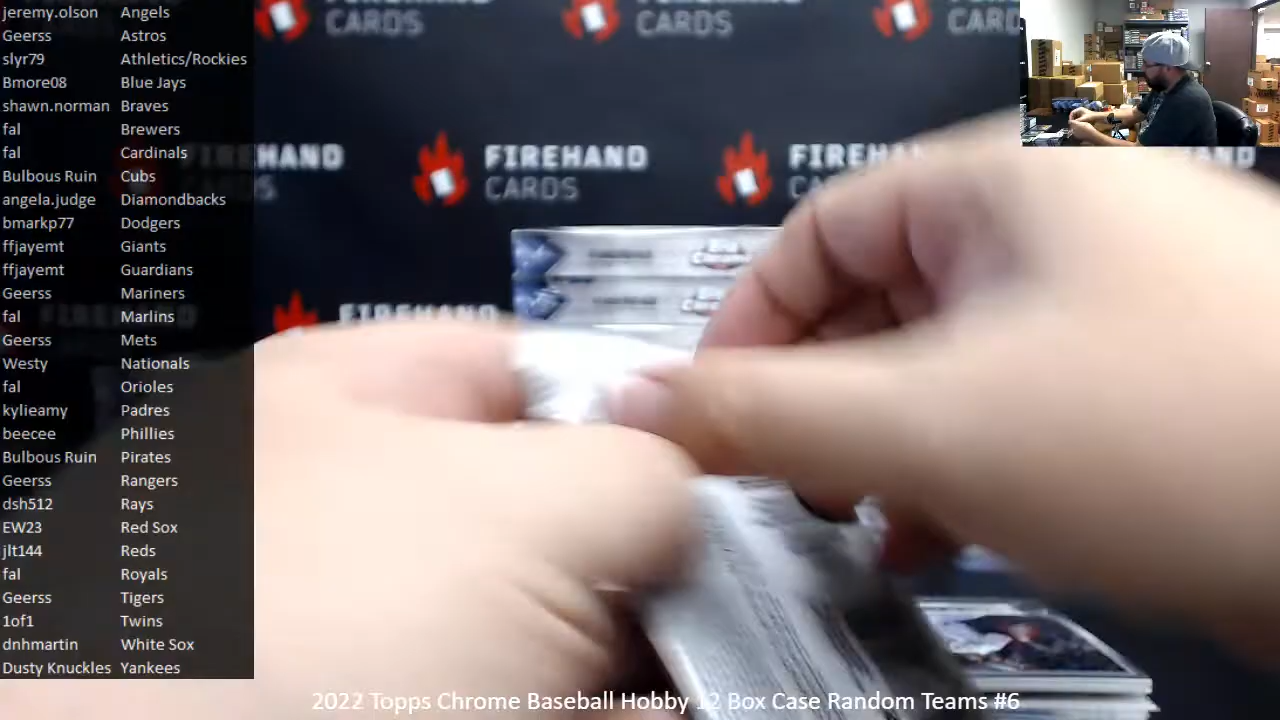 jeremy.olson Angels
Geerss Astros
slyr79 Athletics/Rockies
Bmore08 Blue Jays
shawn.norman Braves
fal Brewers
fal Cardinals
Bulbous Ruin Cubs
angela.judge Diamondbacks
bmarkp77 Dodgers
ffjayemt Giants
ffjayemt Guardians
Geerss Mariners
fal Marlins
Geerss Mets
Westy Nationals
fal Orioles
kylieamy Padres
beecee Phillies
Bulbous Ruin Pirates
Geerss Rangers
dsh512 Rays
EW23 Red Sox
jlt144 Reds
fal Royals
Geerss Tigers
1of1 Twins
dnhmartin White Sox
Dusty Knuckles Yankees
CARDS
CARDS
FIREHAND
FIREHAND
CARDS
FIREHAND
2022 Topps Chrome Baseball Hobby 12 Box Case Random Teams #6